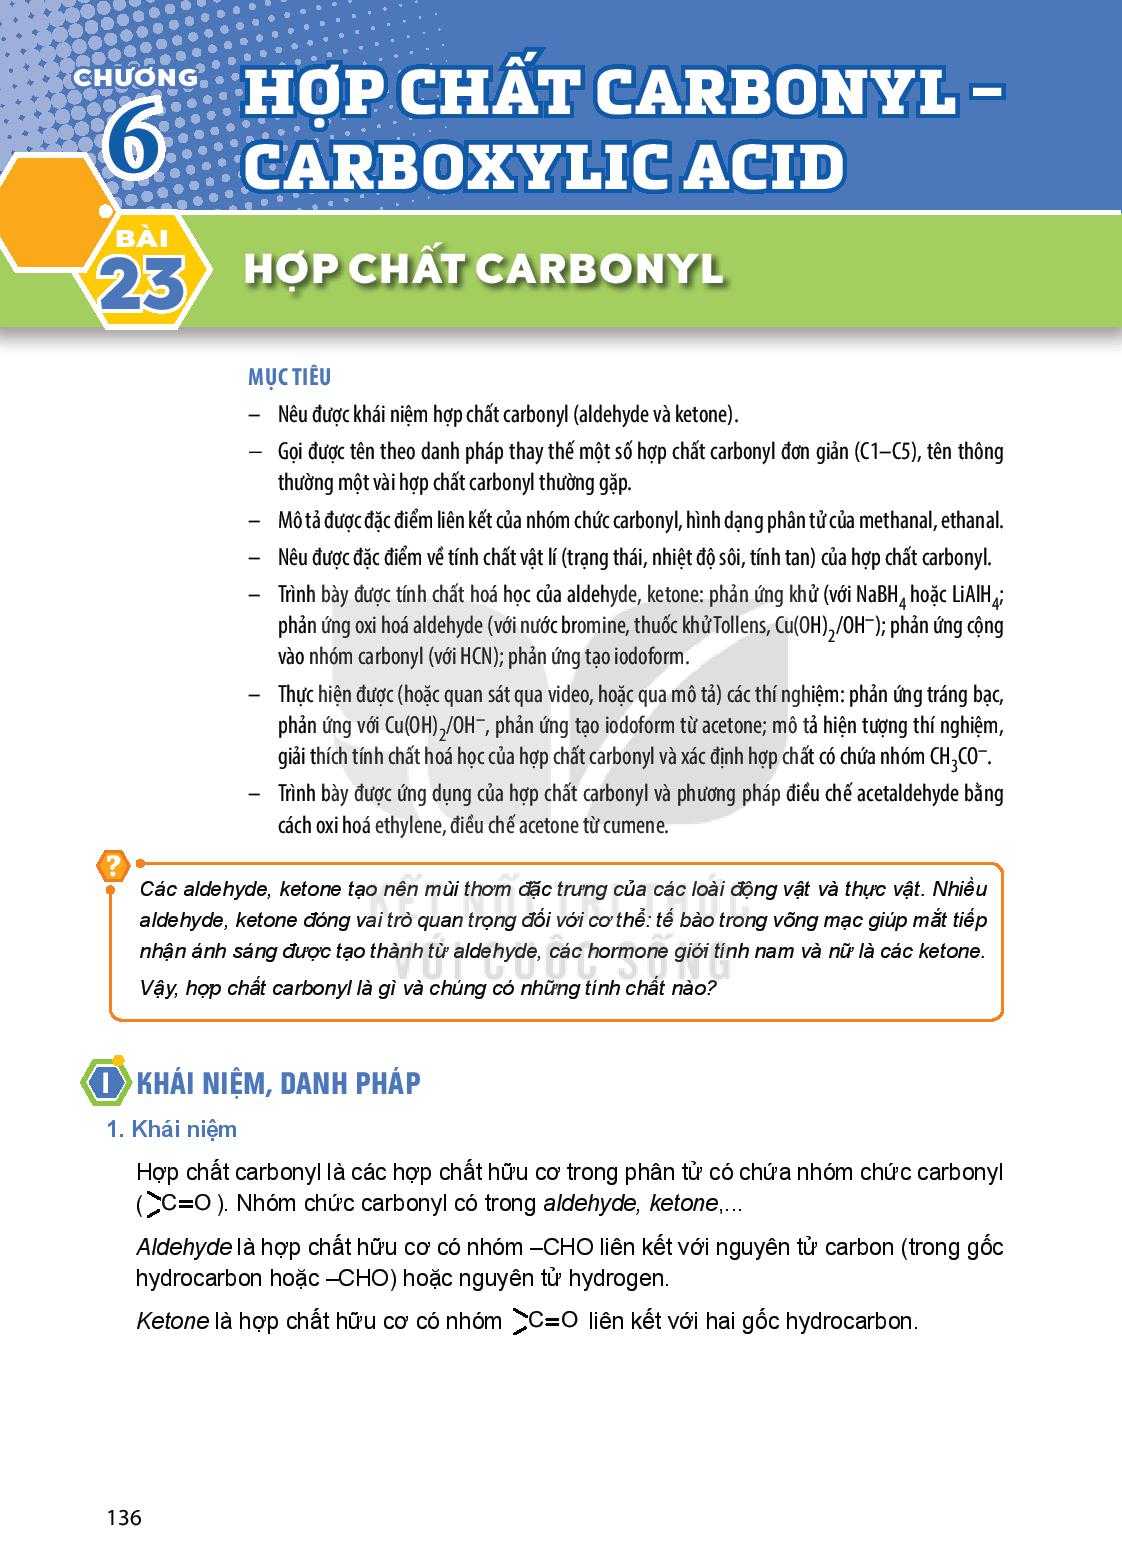 CHƯƠNG
6
HỢP CHẤT CARBONYL –
CARBOXYLIC ACID
BÀI
23
HỢP CHẤT CARBONYL
MỤC TIÊU
– Nêu được khái niệm hợp chất carbonyl (aldehyde và ketone).
– Gọi được tên theo danh pháp thay thế một số hợp chất carbonyl đơn giản (C1–C5), tên thông
thường một vài hợp chất carbonyl thường gặp.
– Mô tả được đặc điểm liên kết của nhóm chức carbonyl, hình dạng phân tử của methanal, ethanal.
– Nêu được đặc điểm về tính chất vật lí (trạng thái, nhiệt độ sôi, tính tan) của hợp chất carbonyl.
– Trình bày được tính chất hoá học của aldehyde, ketone: phản ứng khử (với NaBH4 hoặc LiAlH4;
phản ứng oxi hoá aldehyde (với nước bromine, thuốc khử Tollens, Cu(OH)2/OH–); phản ứng cộng
vào nhóm carbonyl (với HCN); phản ứng tạo iodoform.
– Thực hiện được (hoặc quan sát qua video, hoặc qua mô tả) các thí nghiệm: phản ứng tráng bạc,
phản ứng với Cu(OH)2/OH–, phản ứng tạo iodoform từ acetone; mô tả hiện tượng thí nghiệm,
giải thích tính chất hoá học của hợp chất carbonyl và xác định hợp chất có chứa nhóm CH3CO–.
– Trình bày được ứng dụng của hợp chất carbonyl và phương pháp điều chế acetaldehyde bằng
cách oxi hoá ethylene, điều chế acetone từ cumene.
?
Các aldehyde, ketone tạo nên mùi thơm đặc trưng của các loài động vật và thực vật. Nhiều
aldehyde, ketone đóng vai trò quan trọng đối với cơ thể: tế bào trong võng mạc giúp mắt tiếp
nhận ánh sáng được tạo thành từ aldehyde, các hormone giới tính nam và nữ là các ketone.
Vậy, hợp chất carbonyl là gì và chúng có những tính chất nào?
KẾT NỐI TRI THỨC
VỚI CUỘC SỐNG
I KHÁI NIỆM, DANH PHÁP
1. Khái niệm
Hợp chất carbonyl là các hợp chất hữu cơ trong phân tử có chứa nhóm chức carbonyl
(>C=O). Nhóm chức carbonyl có trong aldehyde, ketone,...
Aldehyde là hợp chất hữu cơ có nhóm –CHO liên kết với nguyên tử carbon (trong gốc
hydrocarbon hoặc –CHO) hoặc nguyên tử hydrogen.
Ketone là hợp chất hữu cơ có nhóm >C=O liên kết với hai gốc hydrocarbon.
136